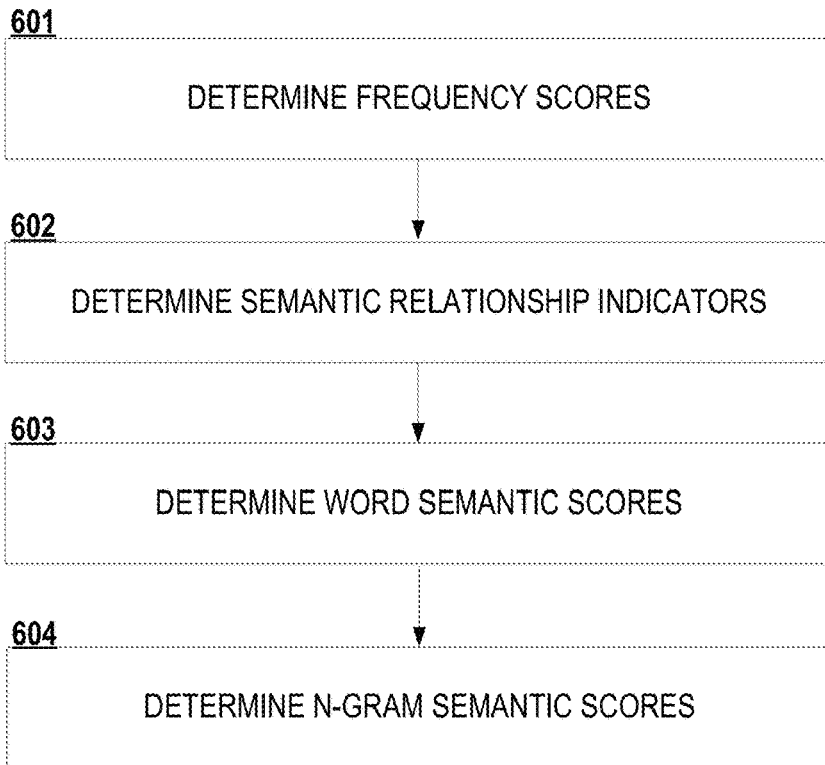 601
DETERMINE FREQUENCY SCORES
602
DETERMINE SEMANTIC RELATIONSHIP INDICATORS
603
DETERMINE WORD SEMANTIC SCORES
604
DETERMINE N-GRAM SEMANTIC SCORES